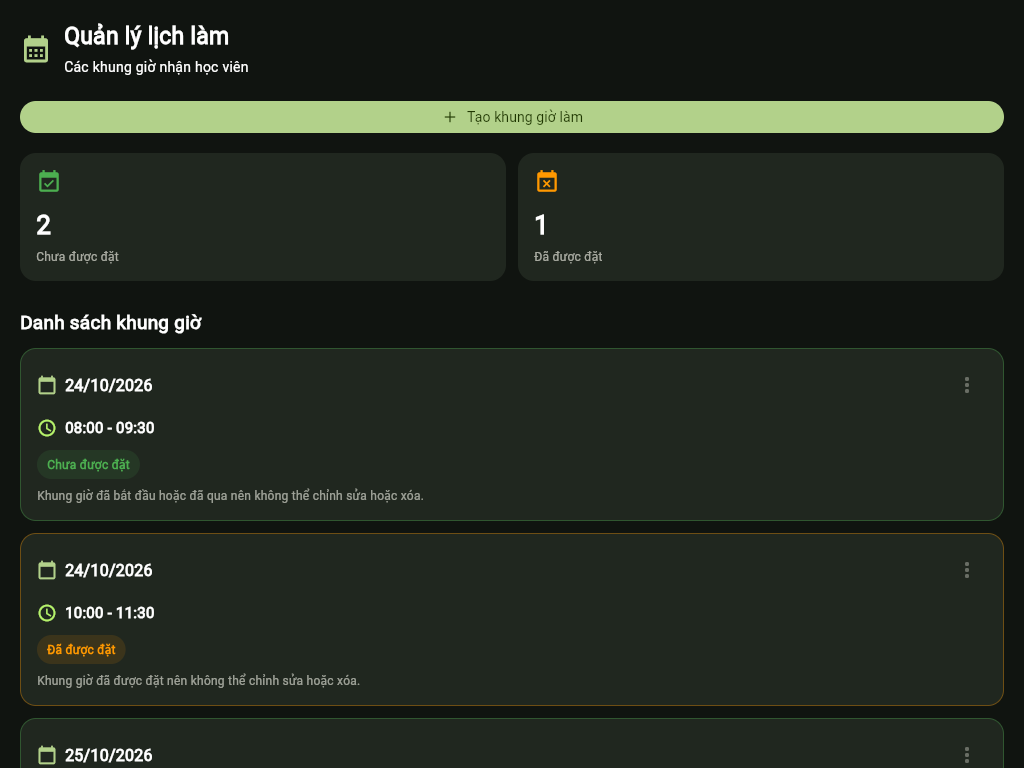 Quản lý lịch làm
Các khung giờ nhận học viên
Tạo khung giờ làm
2
Chưa được đặt
1
Đã được đặt
Danh sách khung giờ
24/10/2026
08:00 - 09:30
Chưa được đặt
Khung giờ đã bắt đầu hoặc đã qua nên không thể chỉnh sửa hoặc xóa.
24/10/2026
10:00 - 11:30
Đã được đặt
Khung giờ đã được đặt nên không thể chỉnh sửa hoặc xóa.
25/10/2026